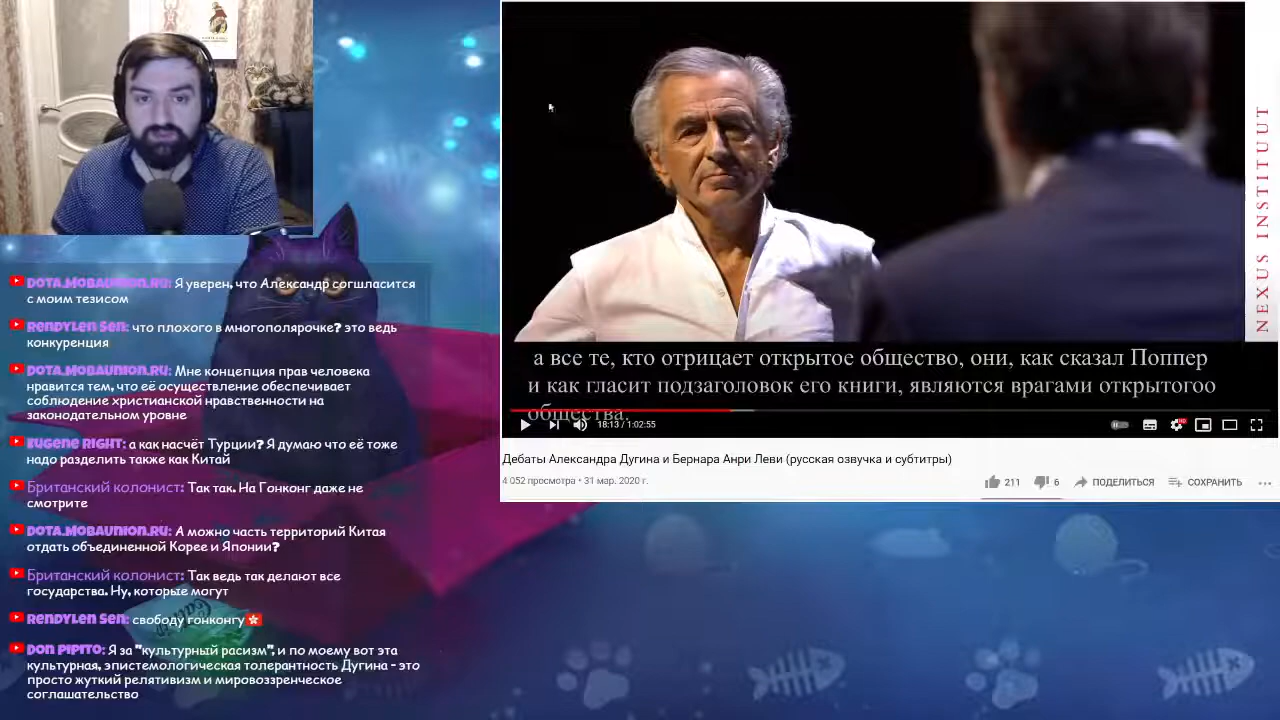 DOTA.MOBAUNION.RU: Я уверен, что Александр согшласится
с моим тезисом
Rendylen Sen: что плохого в многополярочке? это ведь
конкуренция
DOTA.MOBAUNION.RU: Мне концепция прав человека
нравится тем, что её осуществление обеспечивает
соблюдение христианской нравственности на
законодательном уровне
Eugene Right: а как насчёт Турции? Я думаю что её тоже
надо разделить также как Китай
Британский колонист: Так так. На Гонконг даже не
смотрите
DOTA.MOBAUNION.RU: А можно часть территорий Китая
отдать объединенной Корее и Японии?
Британский колонист: Так ведь так делают все
государства. Ну, которые могут
Rendylen Sen: свободу гонконгу
Don Pipito: Я за "культурный расизм", и по моему вот эта
культурная, эпистемологическая толерантность Дугина - это
просто жуткий релятивизм и мировоззренческое
соглашательство
NEXUS INSTITUUT
а все те, кто отрицает открытое общество, они, как сказал Поппер
и как гласит подзаголовок его книги, являются врагами открытогоо
общества.
18:13 / 1:02:55
HD
Дебаты Александра Дугина и Бернара Анри Леви (русская озвучка и субтитры)
4 052 просмотра • 31 мар. 2020 г.
211
6
ПОДЕЛИТЬСЯ
СОХРАНИТЬ